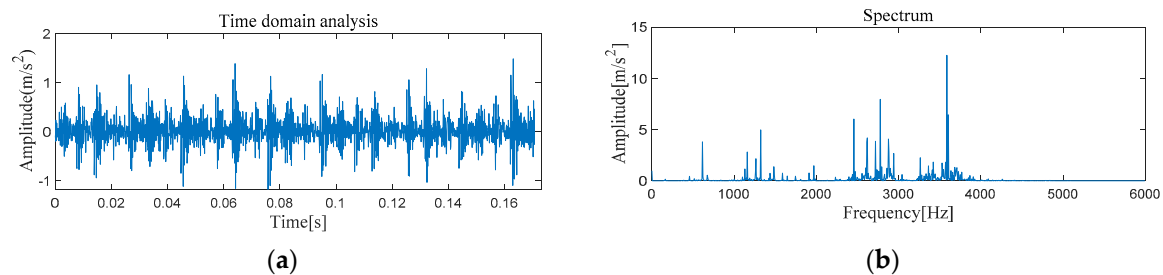 Time domain analysis
Amplitude(m/s²)
2
1
0
-1
0 0.02 0.04 0.06 0.08 0.1 0.12 0.14 0.16
Time[s]
(a)
Spectrum
Amplitude[m/s²]
15
10
5
0
0 1000 2000 3000 4000 5000 6000
Frequency[Hz]
(b)